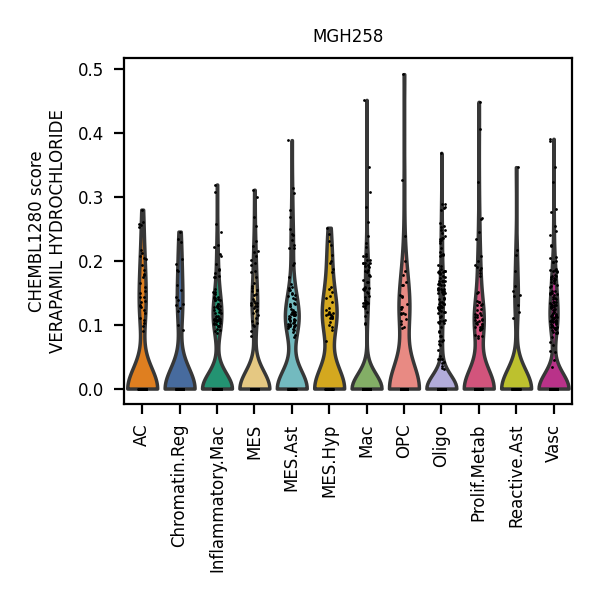 MGH258
CHEMBL1280 score
VERAPAMIL HYDROCHLORIDE
0.5
0.4
0.3
0.2
0.1
0.0
AC
Chromatin.Reg
Inflammatory.Mac
MES
MES.Ast
MES.Hyp
Mac
OPC
Oligo
Prolif.Metab
Reactive.Ast
Vasc